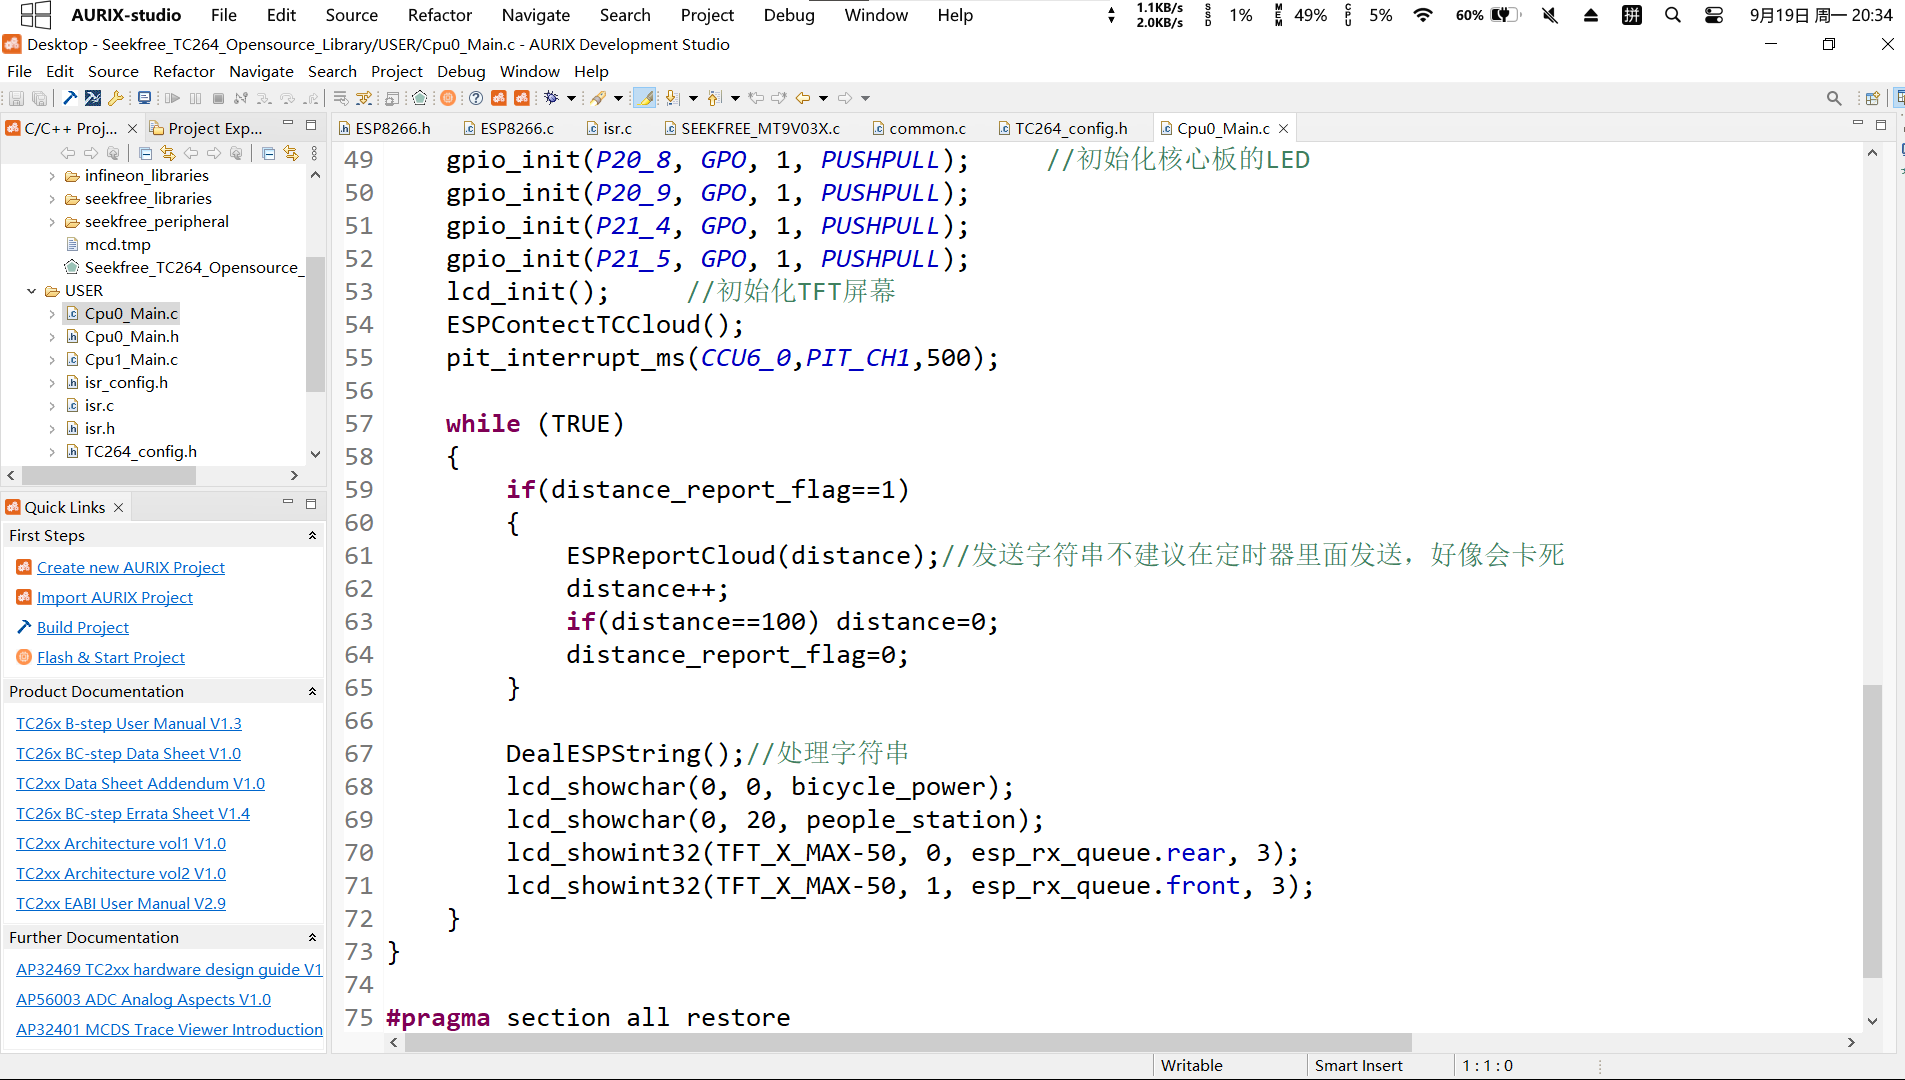 AURIX-studio File Edit Source Refactor Navigate Search Project Debug Window Help 1.1KB/s 2.0KB/s SSD 1% MEM 49% CPU 5% 60% 拼 9月19日 周一 20:34
Desktop - Seekfree_TC264_Opensource_Library/USER/Cpu0_Main.c - AURIX Development Studio
File Edit Source Refactor Navigate Search Project Debug Window Help
C/C++ Proj... Project Exp...
infineon_libraries
seekfree_libraries
seekfree_peripheral
mcd.tmp
Seekfree_TC264_Opensource_
USER
Cpu0_Main.c
Cpu0_Main.h
Cpu1_Main.c
isr_config.h
isr.c
isr.h
TC264_config.h
Quick Links
First Steps
Create new AURIX Project
Import AURIX Project
Build Project
Flash & Start Project
Product Documentation
TC26x B-step User Manual V1.3
TC26x BC-step Data Sheet V1.0
TC2xx Data Sheet Addendum V1.0
TC26x BC-step Errata Sheet V1.4
TC2xx Architecture vol1 V1.0
TC2xx Architecture vol2 V1.0
TC2xx EABI User Manual V2.9
Further Documentation
AP32469 TC2xx hardware design guide V1
AP56003 ADC Analog Aspects V1.0
AP32401 MCDS Trace Viewer Introduction
ESP8266.h ESP8266.c isr.c SEEKFREE_MT9V03X.c common.c TC264_config.h Cpu0_Main.c
49 gpio_init(P20_8, GPO, 1, PUSHPULL); //初始化核心板的LED
50 gpio_init(P20_9, GPO, 1, PUSHPULL);
51 gpio_init(P21_4, GPO, 1, PUSHPULL);
52 gpio_init(P21_5, GPO, 1, PUSHPULL);
53 lcd_init(); //初始化TFT屏幕
54 ESPContectTCCloud();
55 pit_interrupt_ms(CCU6_0,PIT_CH1,500);
56
57 while (TRUE)
58 {
59 if(distance_report_flag==1)
60 {
61 ESPReportCloud(distance);//发送字符串不建议在定时器里面发送，好像会卡死
62 distance++;
63 if(distance==100) distance=0;
64 distance_report_flag=0;
65 }
66
67 DealESPString();//处理字符串
68 lcd_showchar(0, 0, bicycle_power);
69 lcd_showchar(0, 20, people_station);
70 lcd_showint32(TFT_X_MAX-50, 0, esp_rx_queue.rear, 3);
71 lcd_showint32(TFT_X_MAX-50, 1, esp_rx_queue.front, 3);
72 }
73 }
74
75 #pragma section all restore
Writable Smart Insert 1 : 1 : 0